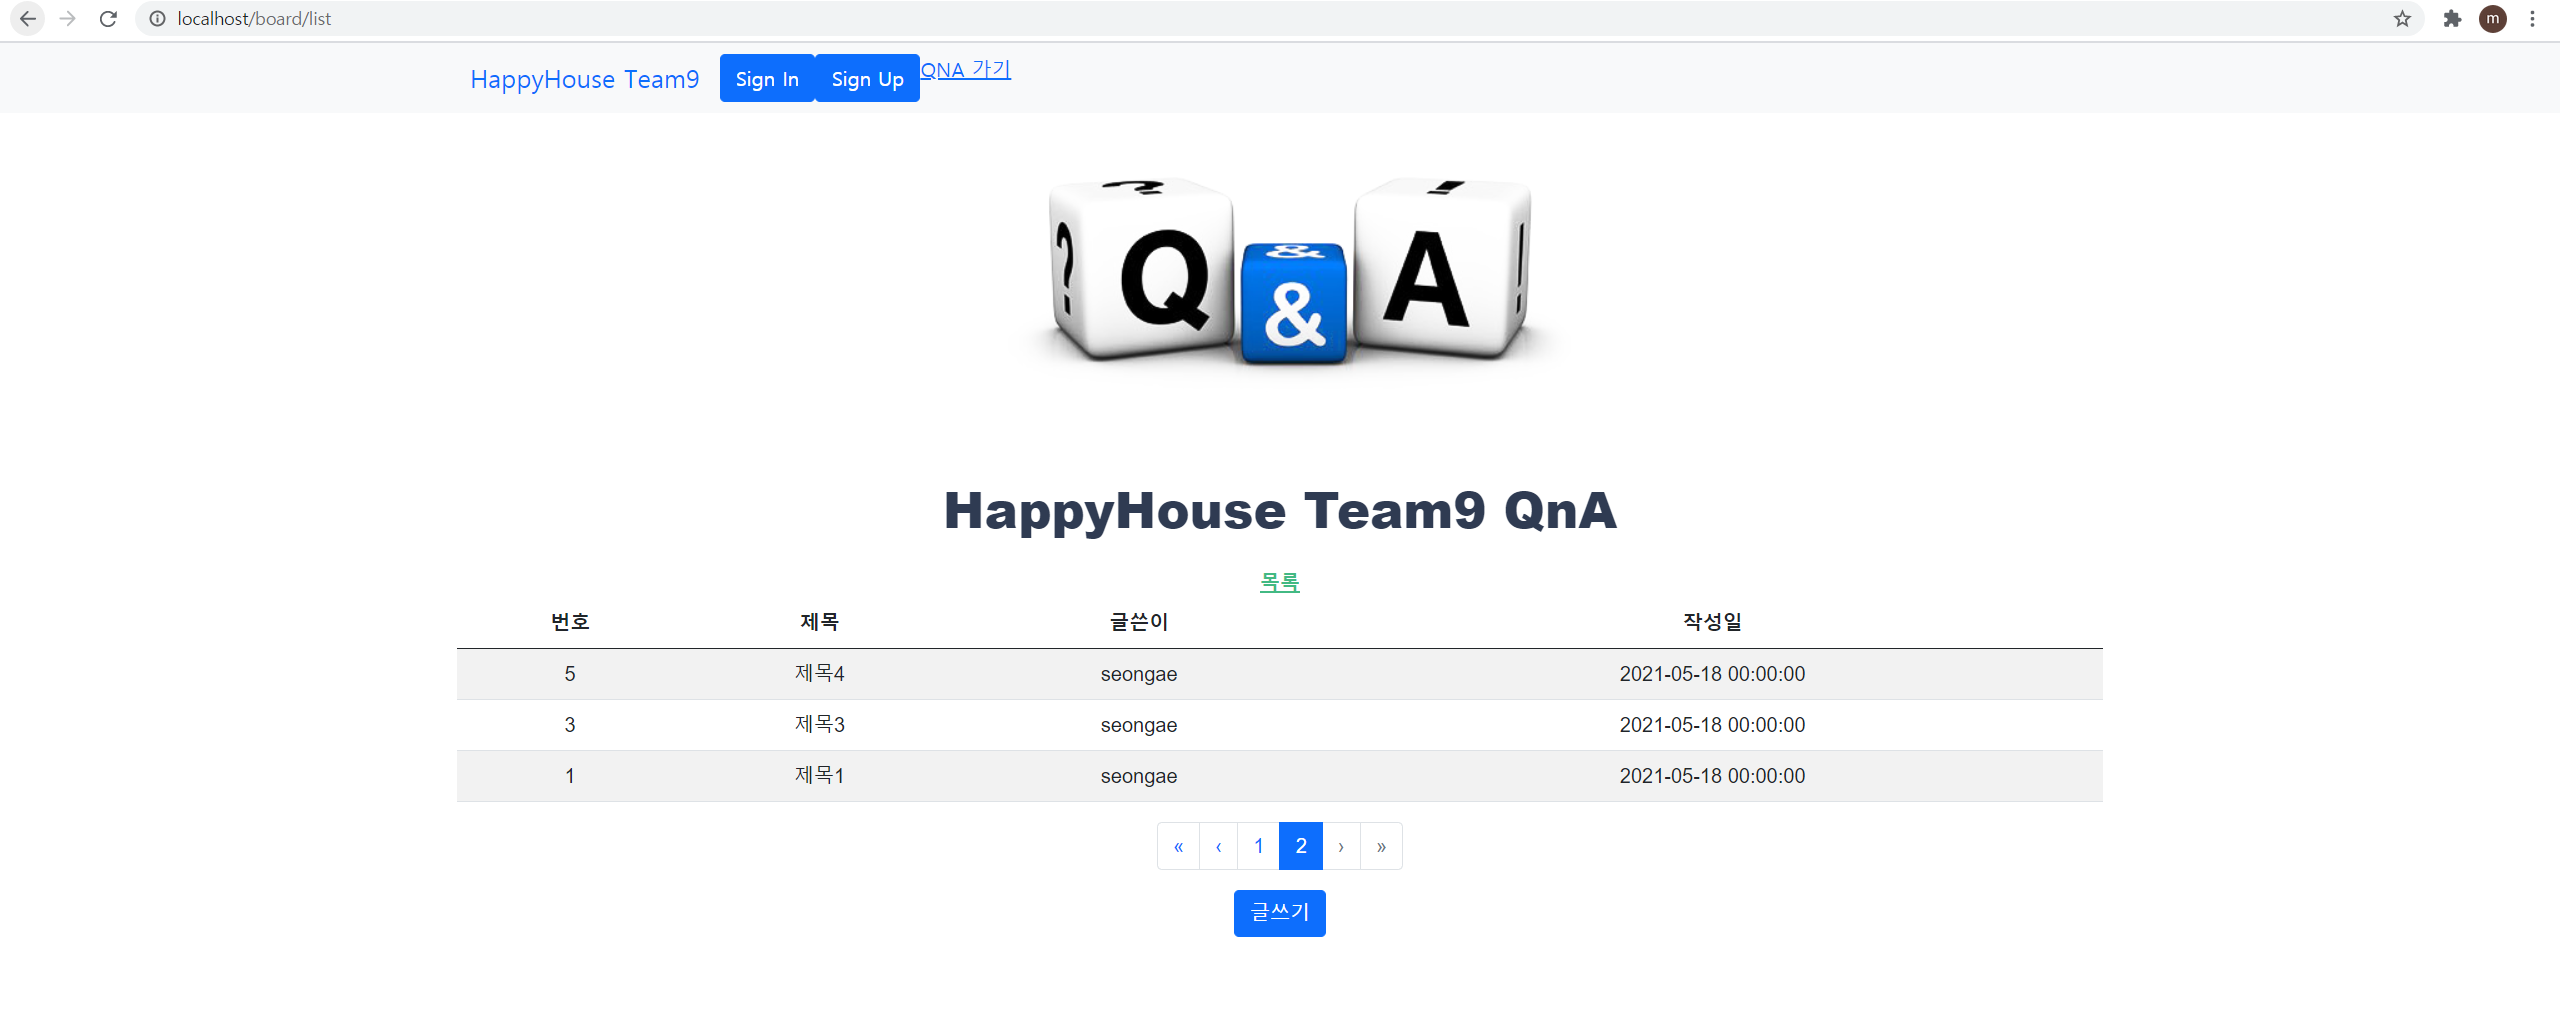 localhost/board/list
m
HappyHouse Team9 Sign In Sign Up QNA 가기
? ? Q & & A ! !
HappyHouse Team9 QnA
목록
번호 제목 글쓴이 작성일
5 제목4 seongae 2021-05-18 00:00:00
3 제목3 seongae 2021-05-18 00:00:00
1 제목1 seongae 2021-05-18 00:00:00
« ‹ 1 2 › »
글쓰기